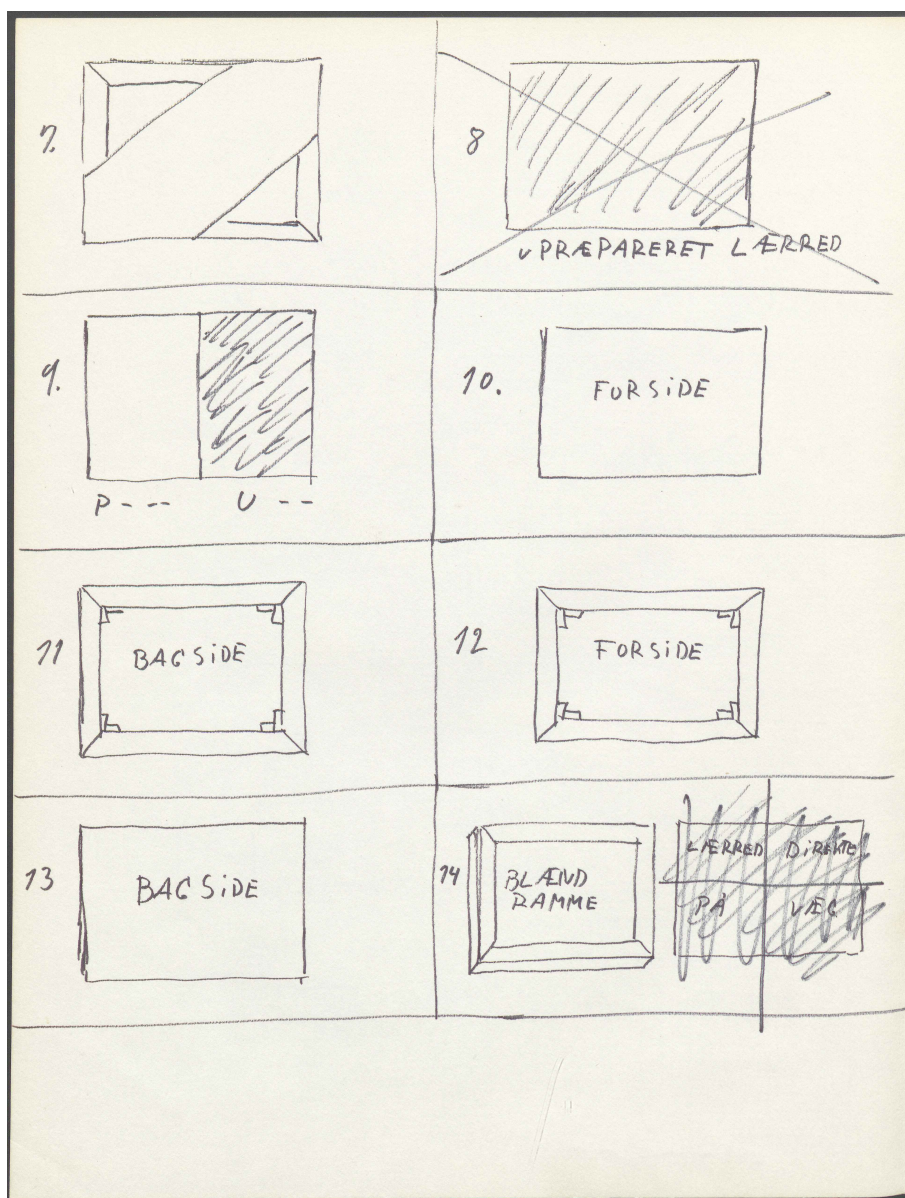 7.
8
UPRÆPARERET LÆRRED
9.
P - - -
U - -
10.
FORSIDE
11
BAGSIDE
12
FORSIDE
13
BAGSIDE
14
BLÆND
RAMME
LÆRRED DIREKTE
PÅ VÆG